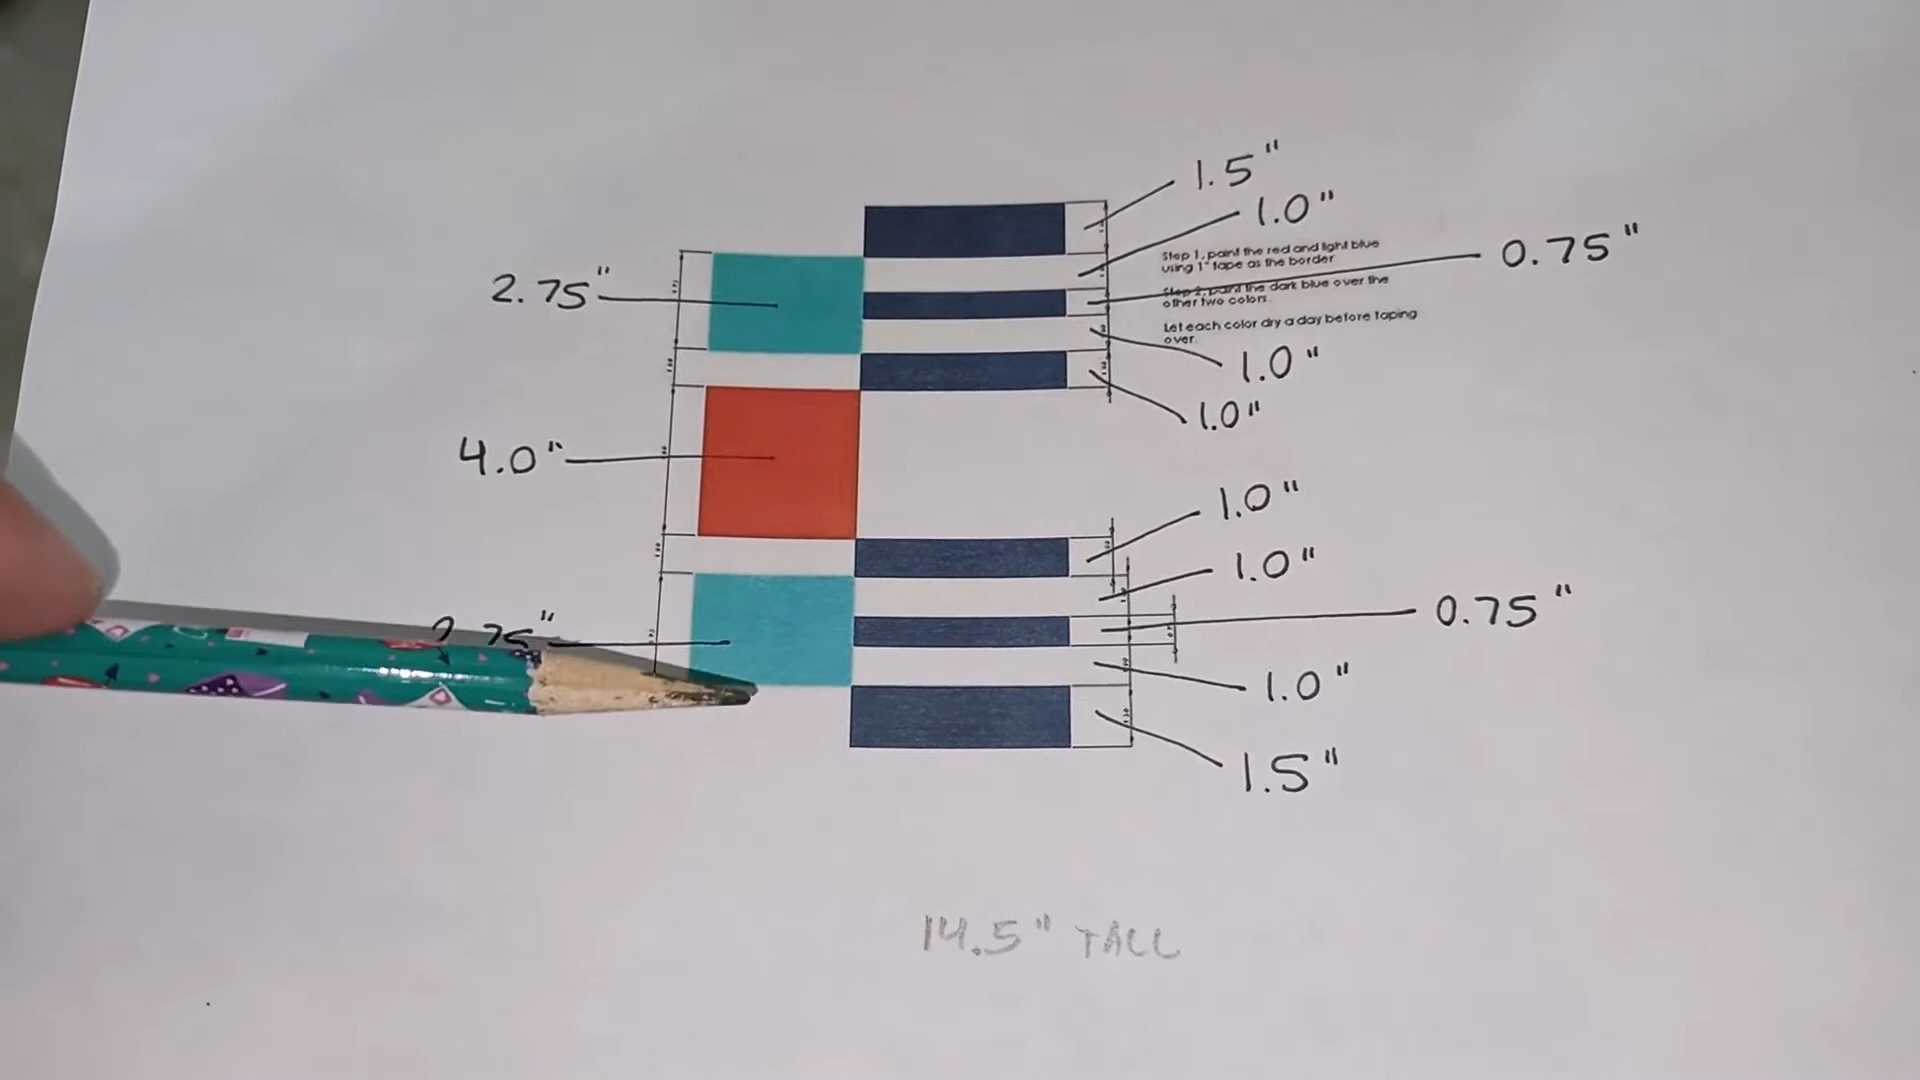 1.5"
1.0"
0.75"
Step 1, paint the red and light blue
using 1" tape as the border
Step 2, paint the dark blue over the
other two colors.
Let each color dry a day before taping
over.
2.75"
1.0"
1.0"
4.0"
1.0"
1.0"
0.75"
2.75"
1.0"
1.5"
14.5" TALL